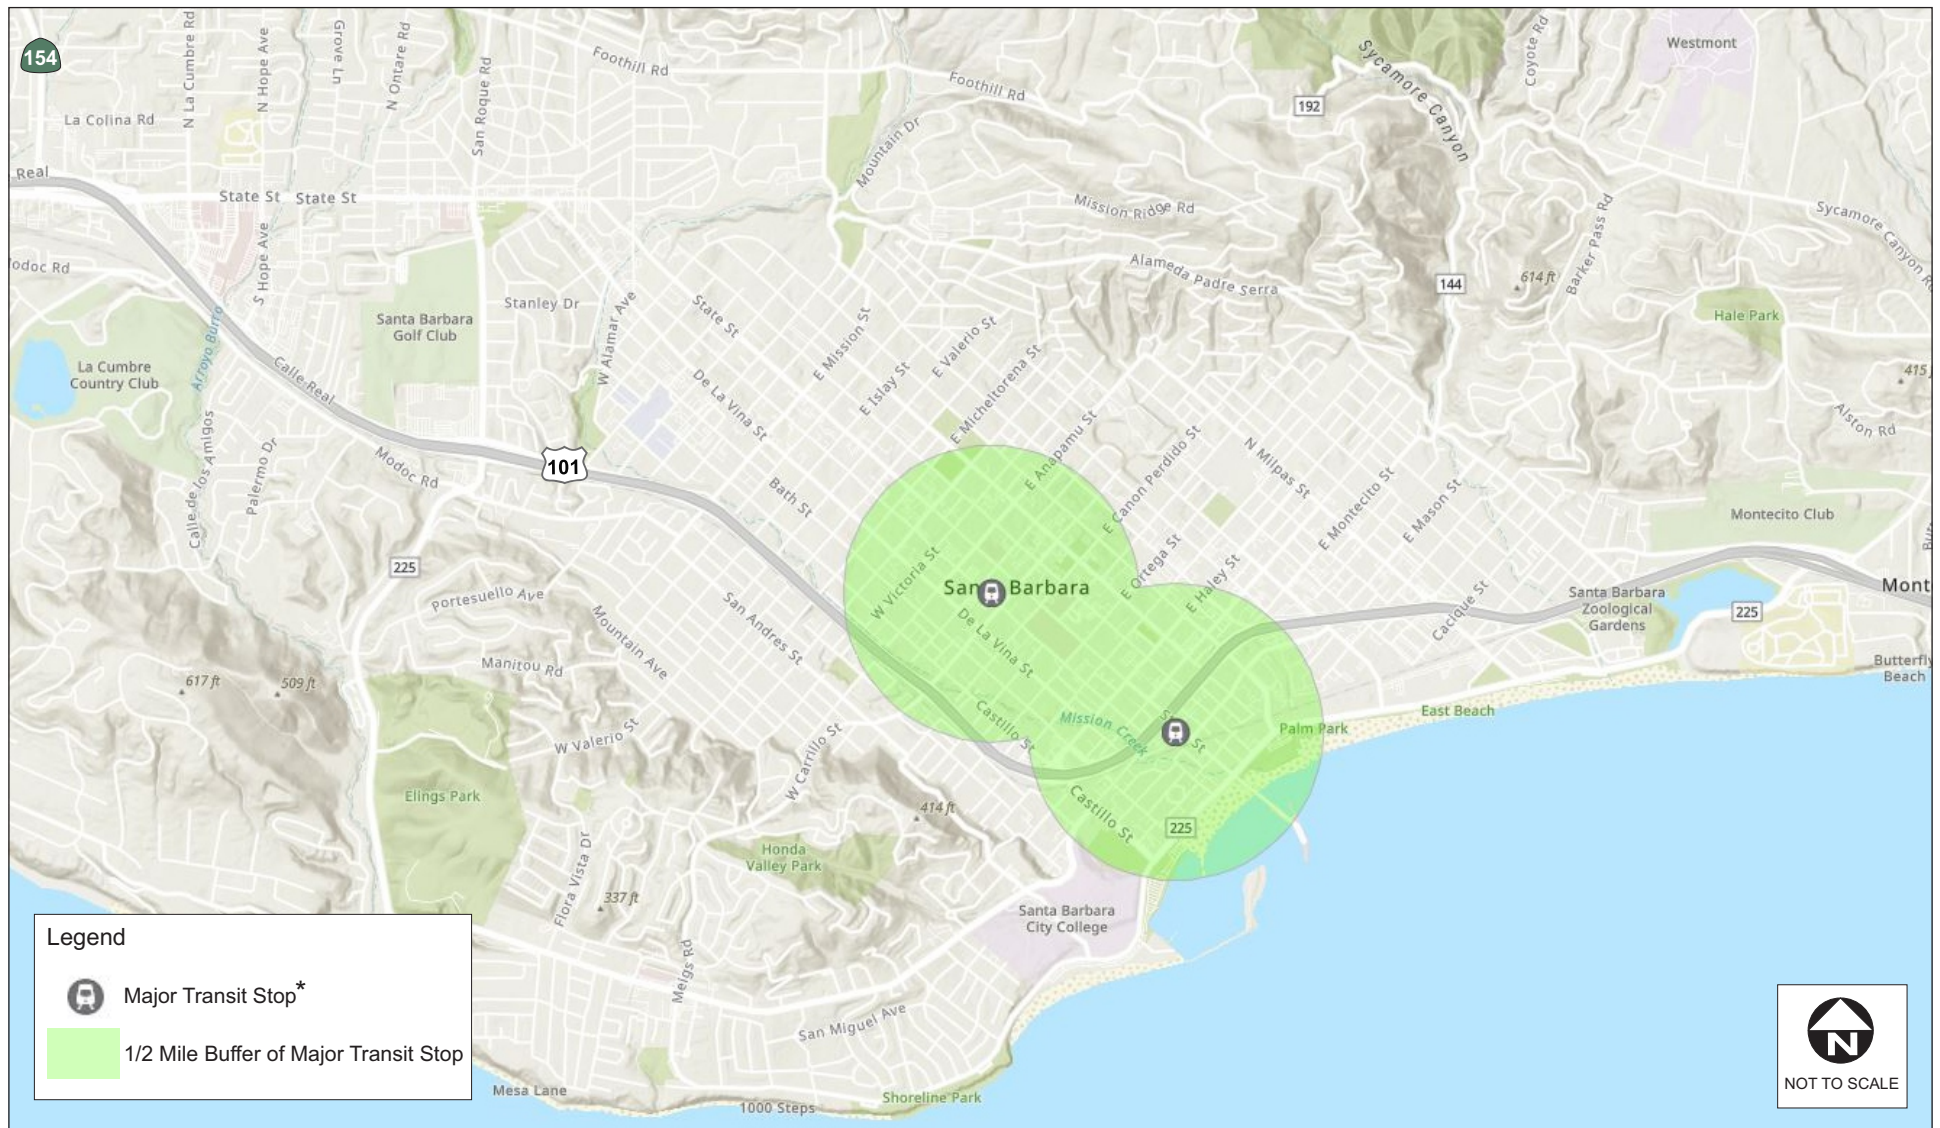 154
N La Cumbre Rd
N Hope Ave
Grove Ln
N Ontare Rd
San Roque Rd
Foothill Rd
Foothill Rd
Sycamore Canyon
Coyote Rd
Westmont
192
La Colina Rd
Mountain Dr
Real
State St
State St
Mission Ridge Rd
Barker Pass Rd
Sycamore Canyon R
S Hope Ave
odoc Rd
Alameda Padre Serra
614 ft
144
Stanley Dr
W Alamar Ave
State St
Santa Barbara
Golf Club
E Mission St
E Valerio St
Hale Park
Arroyo Burro
La Cumbre
Country Club
Calle Real
De La Vina St
E Islay St
E Micheltorena St
415
Alston Rd
Calle de los Amigos
Palermo Dr
Modoc Rd
101
Bath St
E Anapamu St
E Canon Perdido St
N Milpas St
E Montecito St
E Mason St
Montecito Club
225
Portesuello Ave
Mountain Ave
San Andres St
W Victoria St
Santa Barbara
E Ortega St
E Haley St
De La Vina St
Cacique St
Santa Barbara
Zoological
Gardens
225
Mont
Butterfly
Beach
617 ft
509 ft
Manitou Rd
W Valerio St
W Carrillo St
Castillo St
Mission Creek
St
Palm Park
East Beach
Elings Park
414 ft
Castillo St
225
Honda
Valley Park
Flora Vista Dr
337 ft
Santa Barbara
City College
Meigs Rd
San Miguel Ave
Mesa Lane
1000 Steps
Shoreline Park
Legend
Major Transit Stop*
1/2 Mile Buffer of Major Transit Stop
N
NOT TO SCALE